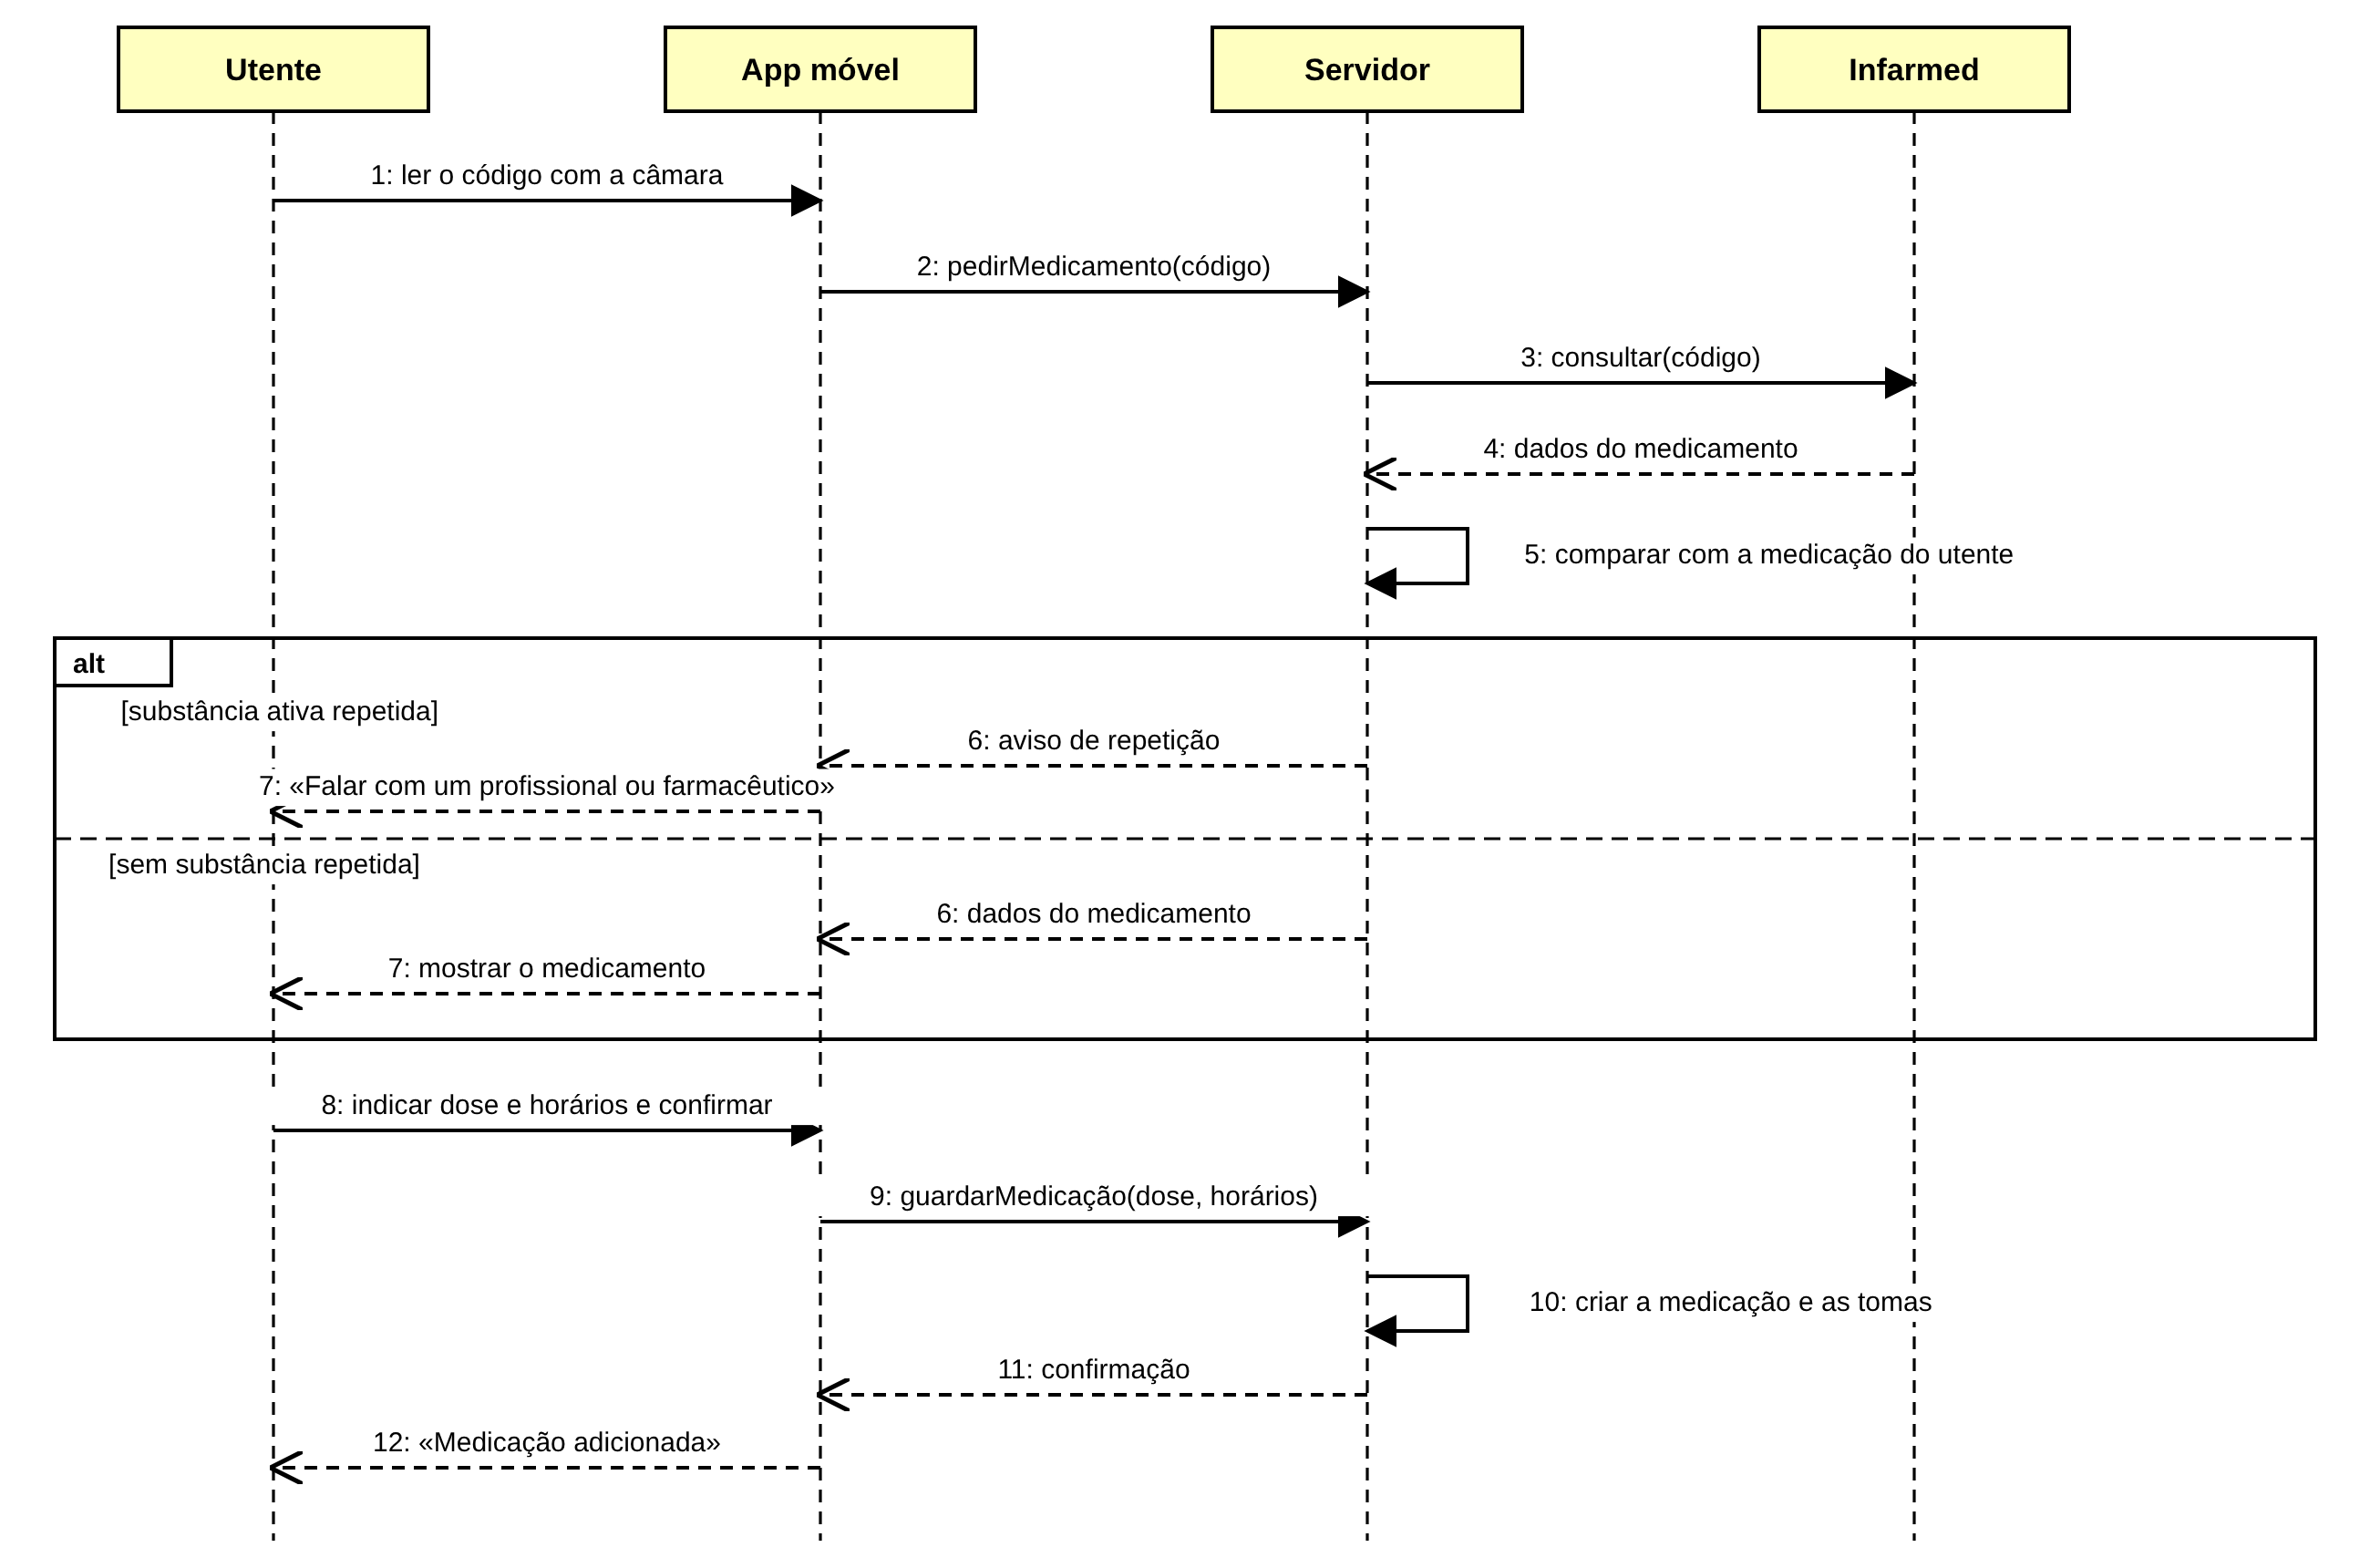 Utente
App móvel
Servidor
Infarmed
1: ler o código com a câmara
2: pedirMedicamento(código)
3: consultar(código)
4: dados do medicamento
5: comparar com a medicação do utente
alt
[substância ativa repetida]
6: aviso de repetição
7: «Falar com um profissional ou farmacêutico»
[sem substância repetida]
6: dados do medicamento
7: mostrar o medicamento
8: indicar dose e horários e confirmar
9: guardarMedicação(dose, horários)
10: criar a medicação e as tomas
11: confirmação
12: «Medicação adicionada»